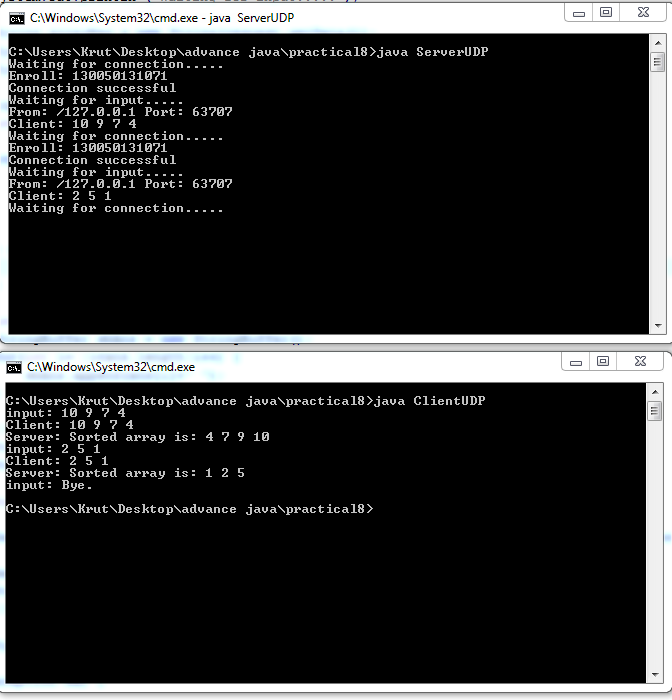 C:\Windows\System32\cmd.exe - java ServerUDP
C:\Users\Krut\Desktop\advance java\practical8>java ServerUDP
Waiting for connection.....
Enroll: 130050131071
Connection successful
Waiting for input.....
From: /127.0.0.1 Port: 63707
Client: 10 9 7 4
Waiting for connection.....
Enroll: 130050131071
Connection successful
Waiting for input.....
From: /127.0.0.1 Port: 63707
Client: 2 5 1
Waiting for connection.....
C:\Windows\System32\cmd.exe
C:\Users\Krut\Desktop\advance java\practical8>java ClientUDP
input: 10 9 7 4
Client: 10 9 7 4
Server: Sorted array is: 4 7 9 10
input: 2 5 1
Client: 2 5 1
Server: Sorted array is: 1 2 5
input: Bye.
C:\Users\Krut\Desktop\advance java\practical8>